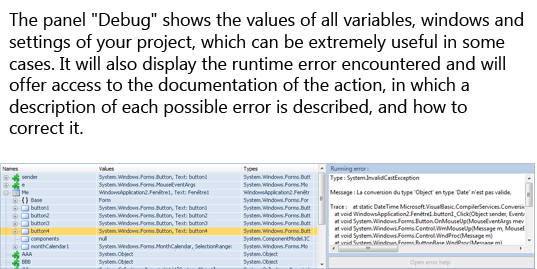 The panel "Debug" shows the values of all variables, windows and
settings of your project, which can be extremely useful in some
cases. It will also display the runtime error encountered and will
offer access to the documentation of the action, in which a
description of each possible error is described, and how to
correct it.
Names Values Types
sender System.Windows.Forms.Button, Text: button1 System.Windows.Forms.Butt
e System.Windows.Forms.MouseEventArgs System.Windows.Forms.Mou
Me WindowsApplication2.Fenêtre1, Text: Fenêtre1 WindowsApplication2.Fenêt
{} Base Form System.Windows.Forms.For
button1 System.Windows.Forms.Button, Text: button1 System.Windows.Forms.Butt
button2 System.Windows.Forms.Button, Text: button2 System.Windows.Forms.Butt
button3 System.Windows.Forms.Button, Text: button3 System.Windows.Forms.Butt
button4 System.Windows.Forms.Button, Text: button4 System.Windows.Forms.Butt
components null System.ComponentModel.IC
monthCalendar1 System.Windows.Forms.MonthCalendar, SelectionRange: System.Windows.Forms.Mon
AAA System.Object System.Object
BBB System.Object System.Object
Running error :
Type : System.InvalidCastException
Message : La conversion du type 'Object' en type 'Date' n'est pas valide.
Trace : at static DateTime Microsoft.VisualBasic.CompilerServices.Conver
at void WindowsApplication2.Fenêtre1.button1_Click(Object sender, Event
at void System.Windows.Forms.Button.OnMouseUp(MouseEventArgs mev
at void System.Windows.Forms.Control.WmMouseUp(Message m, Mouse
at void System.Windows.Forms.Control.WndProc(Message m)
at void System.Windows.Forms.ButtonBase.WndProc(Message m)
Open error help